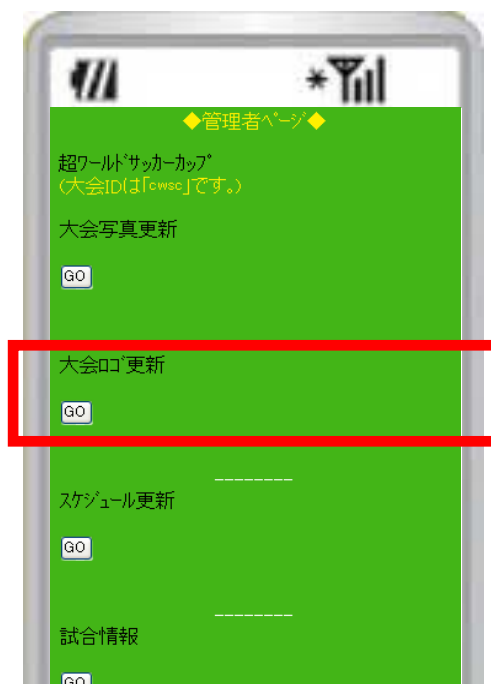 ◆管理者ﾍﾟｰｼﾞ◆
超ﾜｰﾙﾄﾞｻｯｶｰｶｯﾌﾟ
(大会IDは「cwsc」です。)
大会写真更新
GO
大会ﾛｺﾞ更新
GO
--------
ｽｹｼﾞｭｰﾙ更新
GO
--------
試合情報
GO